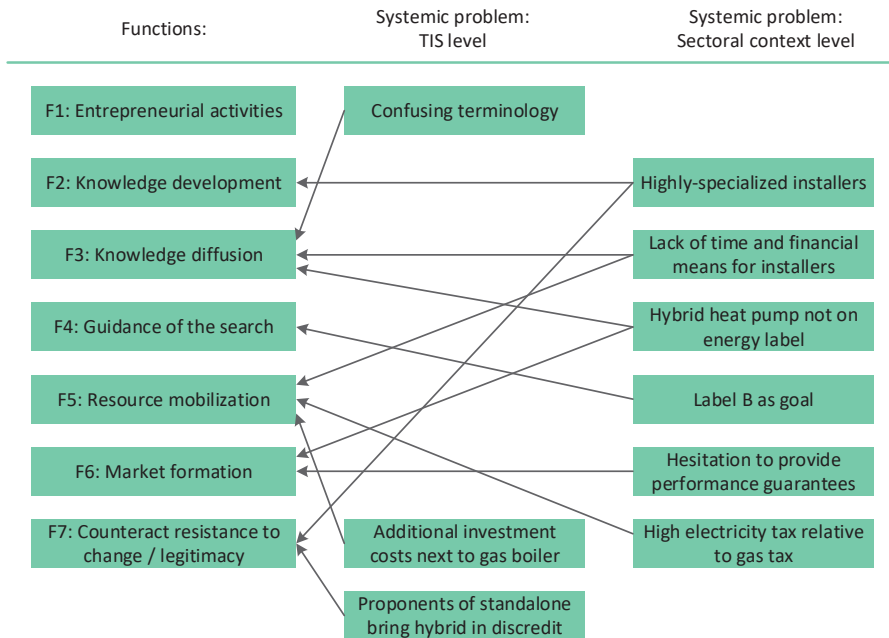 Functions:
Systemic problem:
TIS level
Systemic problem:
Sectoral context level
F1: Entrepreneurial activities
Confusing terminology
F2: Knowledge development
Highly-specialized installers
F3: Knowledge diffusion
Lack of time and financial
means for installers
F4: Guidance of the search
Hybrid heat pump not on
energy label
F5: Resource mobilization
Label B as goal
F6: Market formation
Hesitation to provide
performance guarantees
F7: Counteract resistance to
change / legitimacy
Additional investment
costs next to gas boiler
High electricity tax relative
to gas tax
Proponents of standalone
bring hybrid in discredit